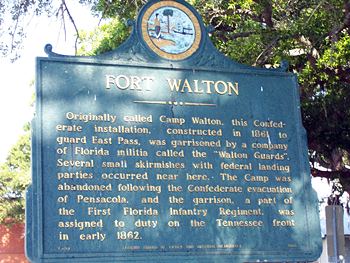 FORT WALTON
Originally called Camp Walton, this Confed-
erate installation, constructed in 1861 to
guard East Pass, was garrisoned by a company
of Florida militia called the "Walton Guards".
Several small skirmishes with federal landing
parties occurred near here. The Camp was
abandoned following the Confederate evacuation
of Pensacola, and the garrison, a part of
the First Florida Infantry Regiment, was
assigned to duty on the Tennessee front
in early 1862.